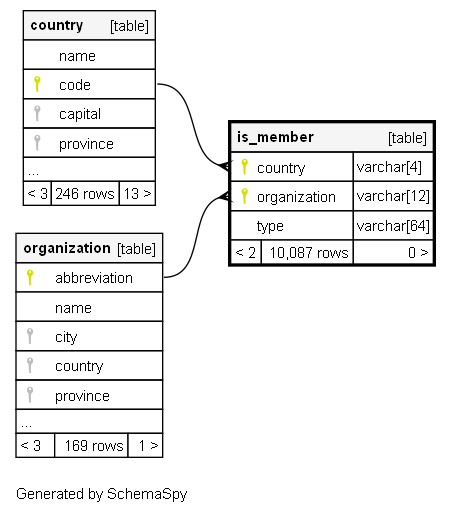 country [table]
name
code
capital
province
...
< 3 246 rows 13 >
is_member [table]
country varchar[4]
organization varchar[12]
type varchar[64]
< 2 10,087 rows 0 >
organization [table]
abbreviation
name
city
country
province
...
< 3 169 rows 1 >
Generated by SchemaSpy